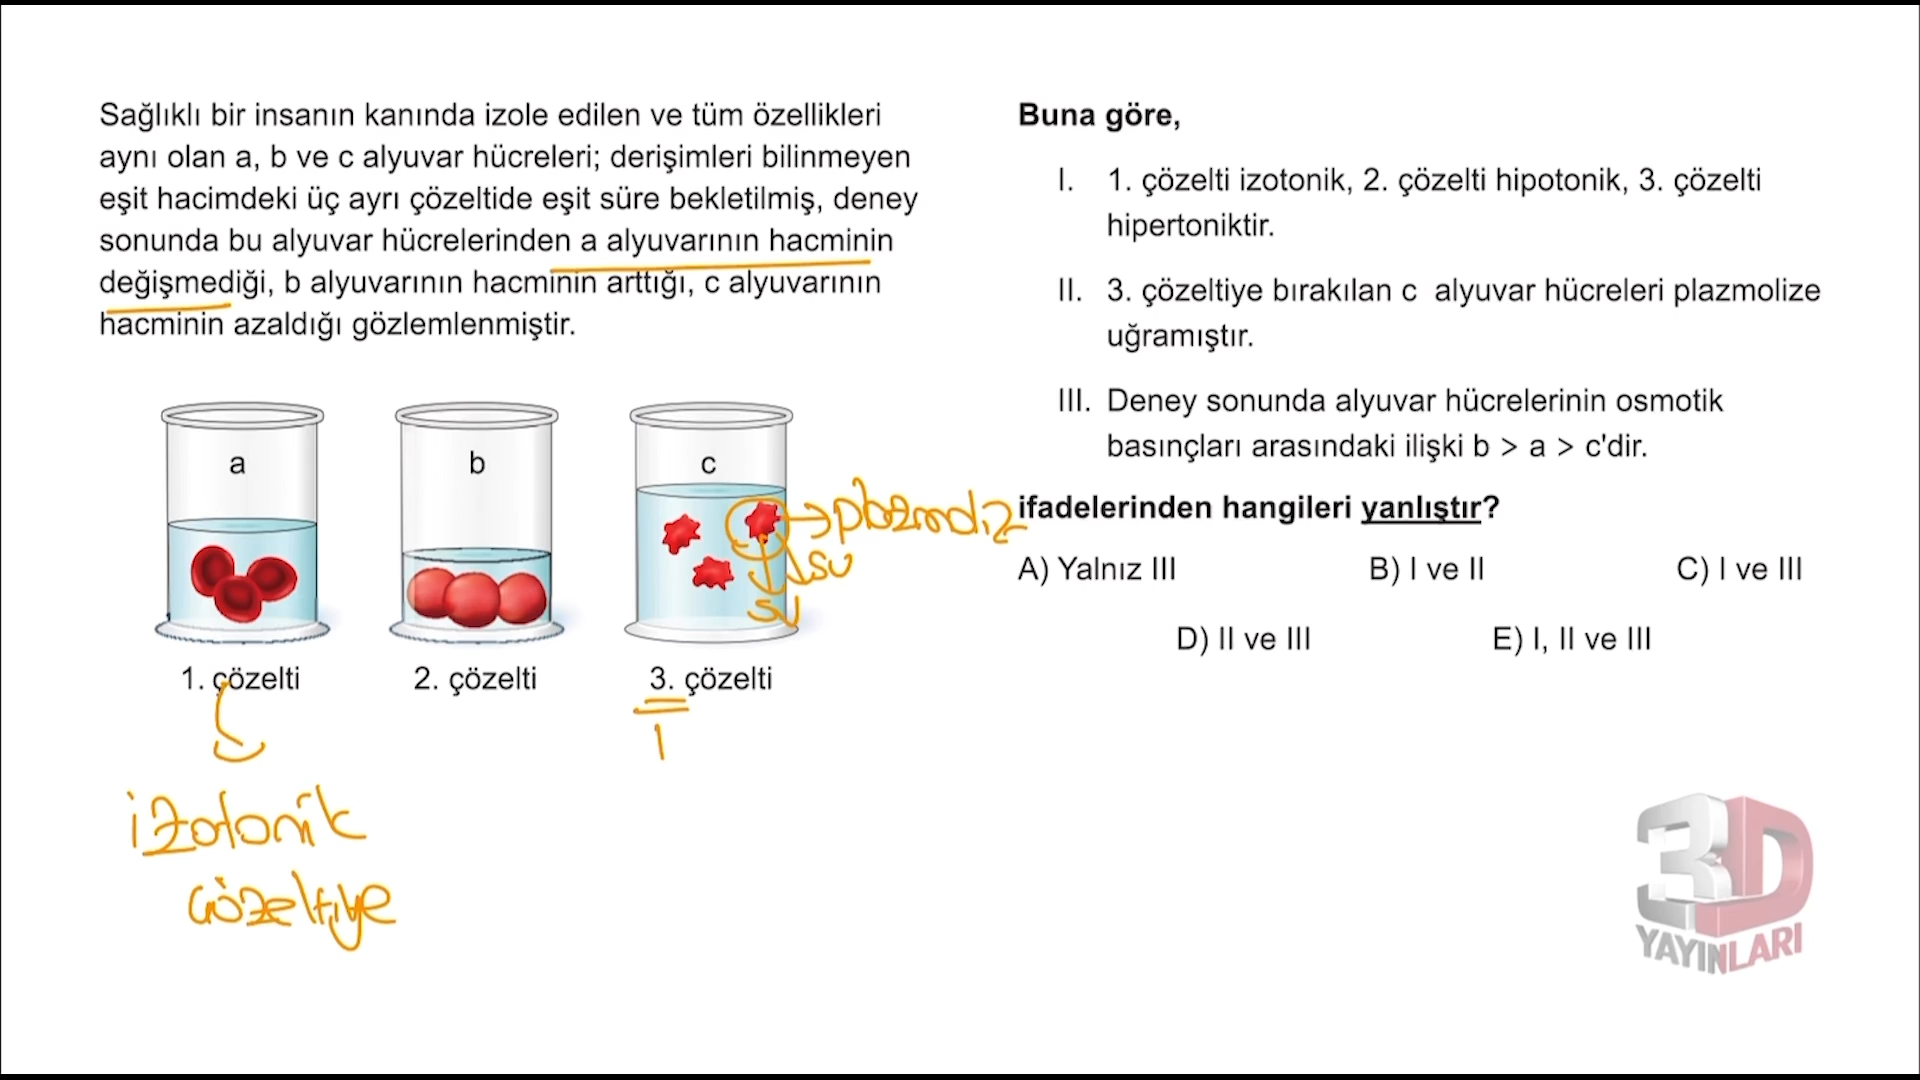 Sağlıklı bir insanın kanında izole edilen ve tüm özellikleri
aynı olan a, b ve c alyuvar hücreleri; derişimleri bilinmeyen
eşit hacimdeki üç ayrı çözeltide eşit süre bekletilmiş, deney
sonunda bu alyuvar hücrelerinden a alyuvarının hacminin
değişmediği, b alyuvarının hacminin arttığı, c alyuvarının
hacminin azaldığı gözlemlenmiştir.
a
b
c
su
su
1. çözelti
2. çözelti
3. çözelti
izotonik
çözeltiye
Buna göre,
I. 1. çözelti izotonik, 2. çözelti hipotonik, 3. çözelti
hipertoniktir.
II. 3. çözeltiye bırakılan c alyuvar hücreleri plazmolize
uğramıştır.
III. Deney sonunda alyuvar hücrelerinin osmotik
basınçları arasındaki ilişki b > a > c'dir.
ifadelerinden hangileri yanlıştır?
A) Yalnız III B) I ve II C) I ve III
D) II ve III E) I, II ve III
3D
YAYINLARI